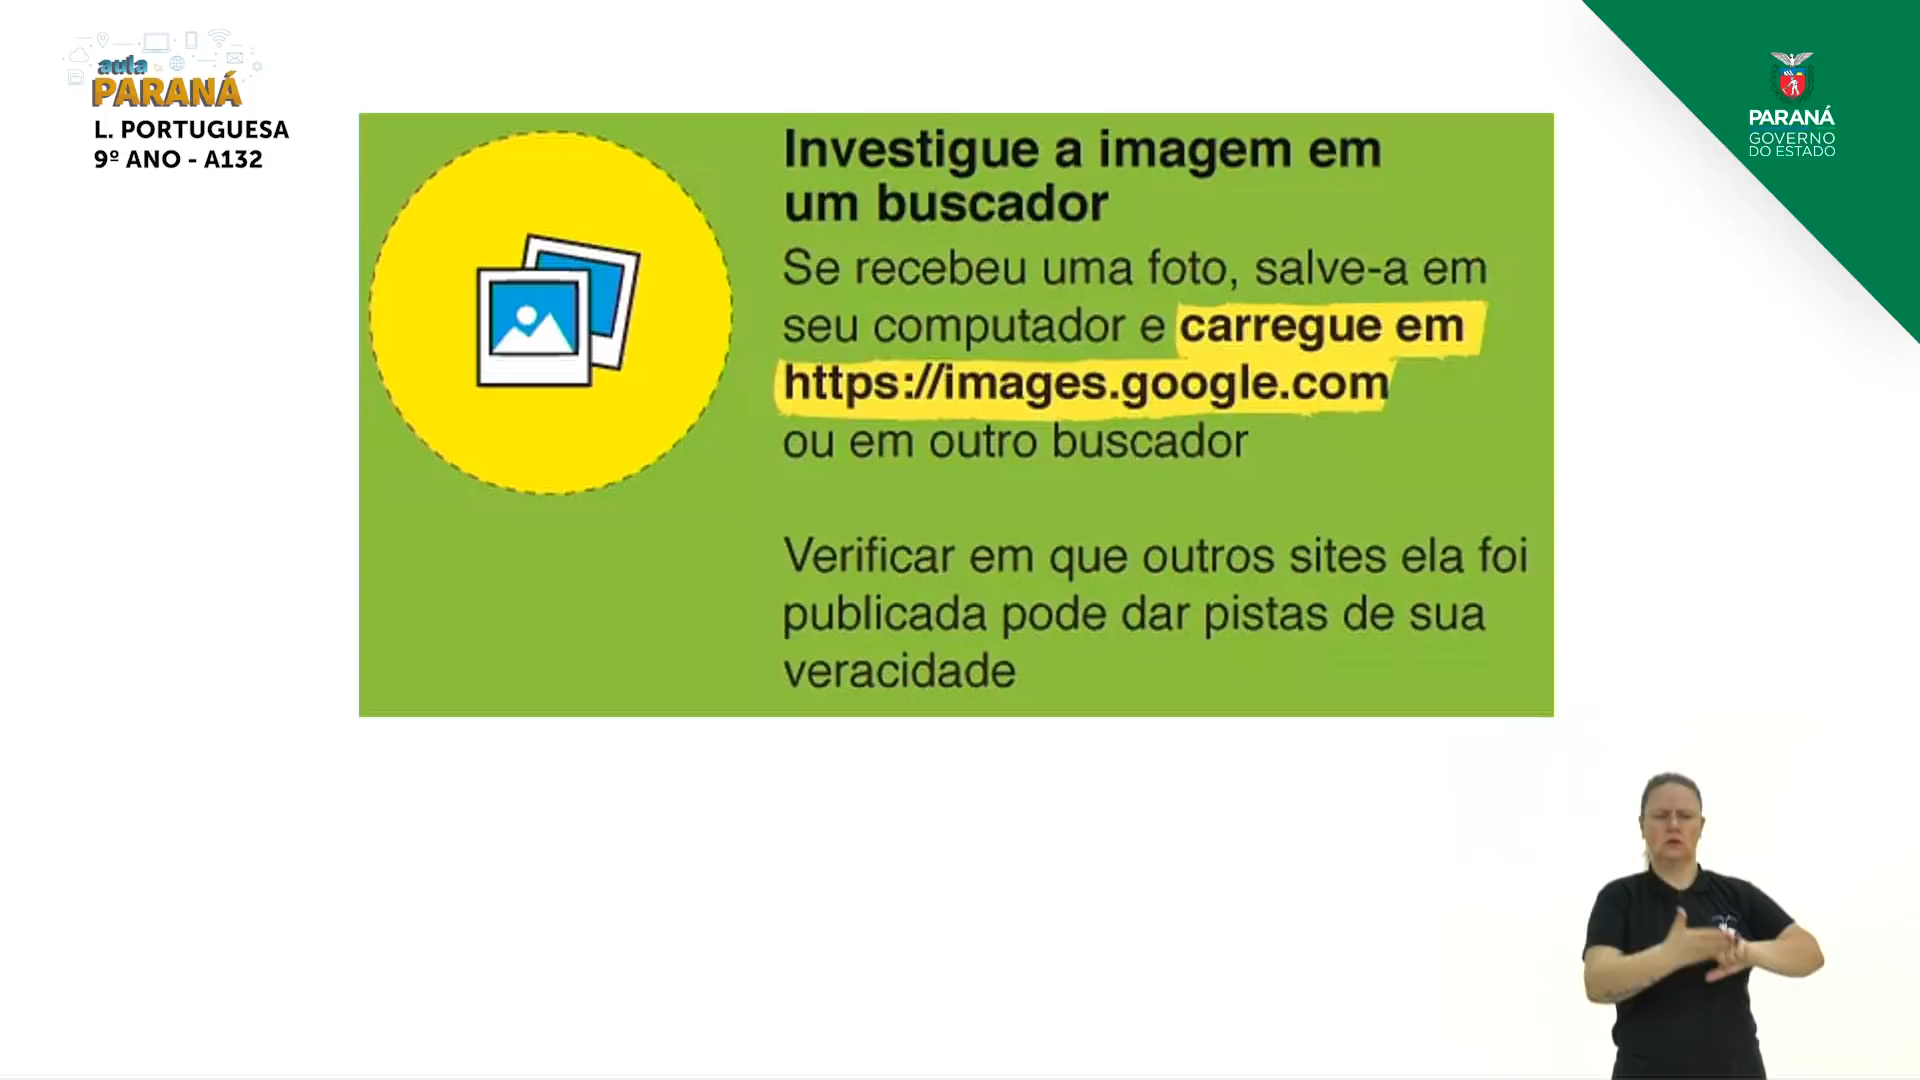 aula
PARANÁ
L. PORTUGUESA
9º ANO - A132
PARANÁ
GOVERNO
DO ESTADO
Investigue a imagem em
um buscador
Se recebeu uma foto, salve-a em
seu computador e carregue em
https://images.google.com
ou em outro buscador
Verificar em que outros sites ela foi
publicada pode dar pistas de sua
veracidade